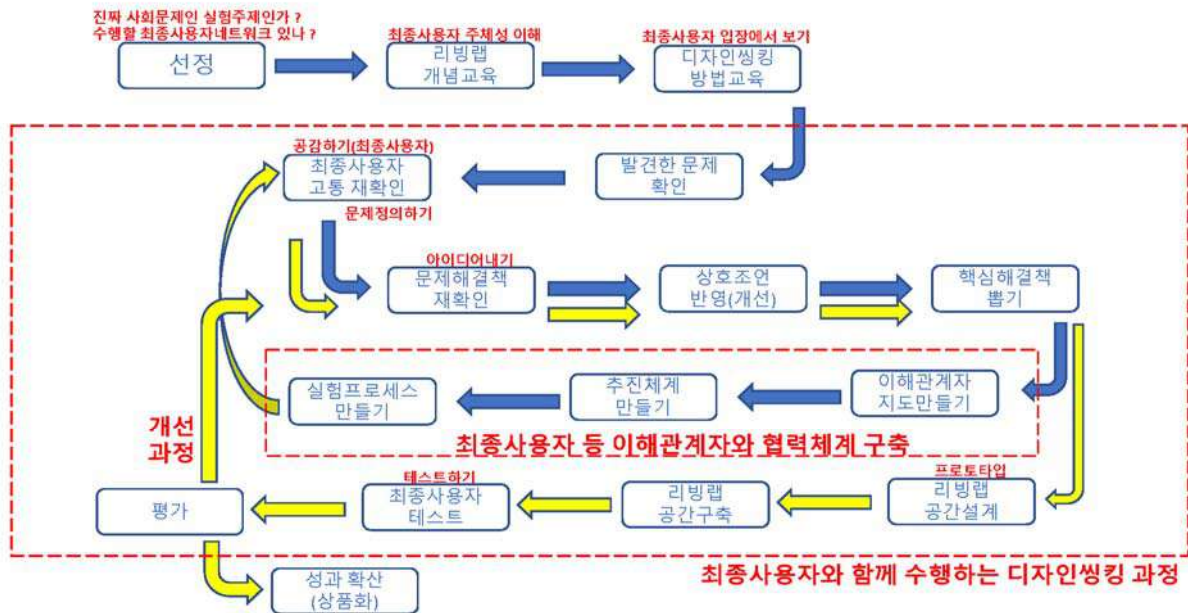 진짜 사회문제인 실험주제인가 ?
수행할 최종사용자네트워크 있나 ?
선정
최종사용자 주체성 이해
리빙랩
개념교육
최종사용자 입장에서 보기
디자인씽킹
방법교육
공감하기(최종사용자)
최종사용자
고통 재확인
발견한 문제
확인
문제정의하기
아이디어내기
문제해결책
재확인
상호조언
반영(개선)
핵심해결책
뽑기
실험프로세스
만들기
추진체계
만들기
이해관계자
지도만들기
최종사용자 등 이해관계자와 협력체계 구축
개선
과정
평가
테스트하기
최종사용자
테스트
리빙랩
공간구축
프로토타입
리빙랩
공간설계
성과 확산
(상품화)
최종사용자와 함께 수행하는 디자인씽킹 과정